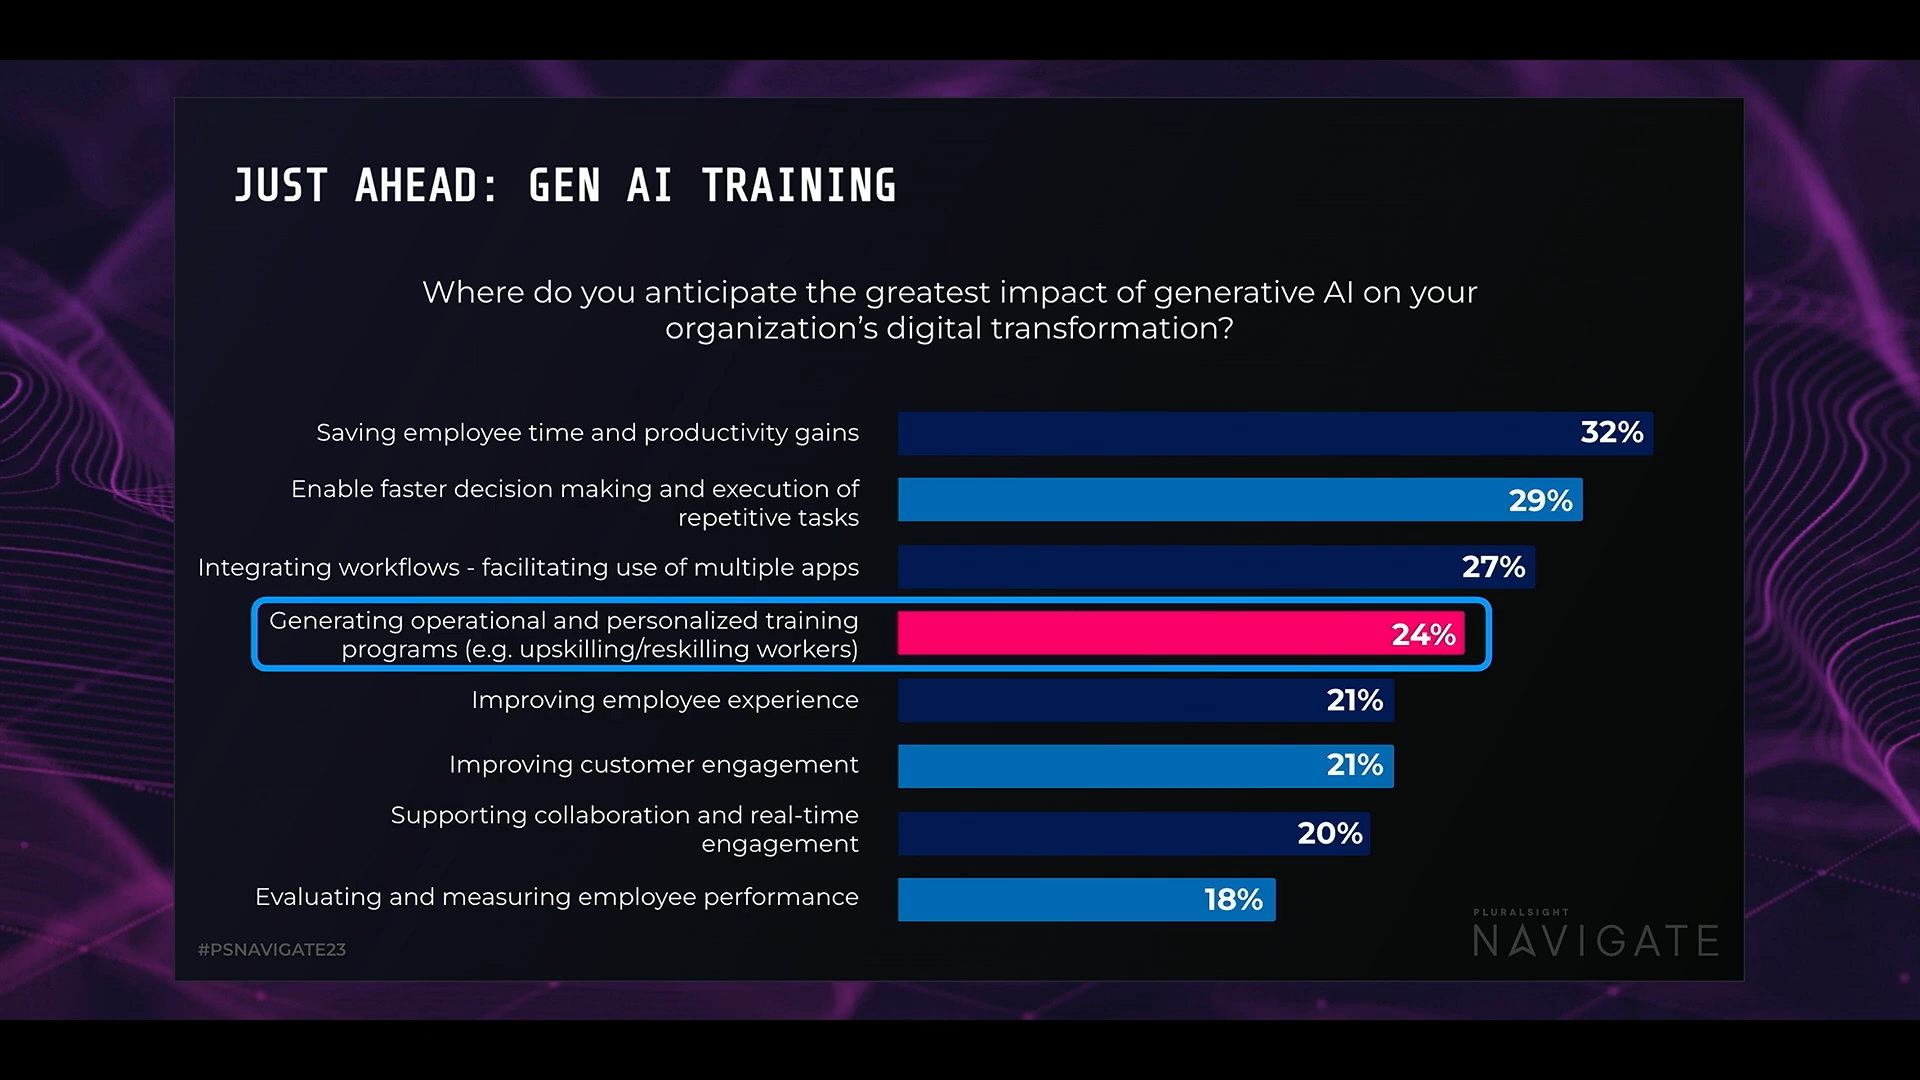 JUST AHEAD: GEN AI TRAINING
Where do you anticipate the greatest impact of generative AI on your
organization’s digital transformation?
Saving employee time and productivity gains
32%
Enable faster decision making and execution of
repetitive tasks
29%
Integrating workflows - facilitating use of multiple apps
27%
Generating operational and personalized training
programs (e.g. upskilling/reskilling workers)
24%
Improving employee experience
21%
Improving customer engagement
21%
Supporting collaboration and real-time
engagement
20%
Evaluating and measuring employee performance
18%
#PSNAVIGATE23
PLURALSIGHT
NAVIGATE